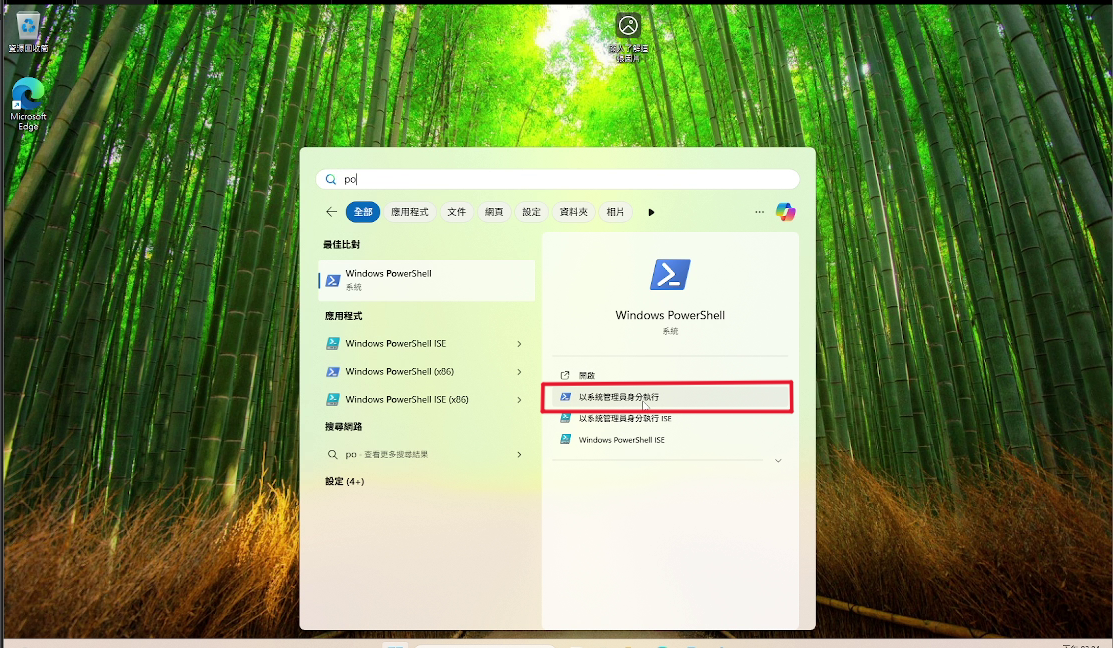 資源回收筒
Microsoft
Edge
po
全部
應用程式
文件
網頁
設定
資料夾
相片
最佳比對
Windows PowerShell
系統
應用程式
Windows PowerShell ISE
Windows PowerShell (x86)
Windows PowerShell ISE (x86)
搜尋網路
po - 查看更多搜尋結果
設定 (4+)
Windows PowerShell
系統
開啟
以系統管理員身分執行
以系統管理員身分執行 ISE
Windows PowerShell ISE